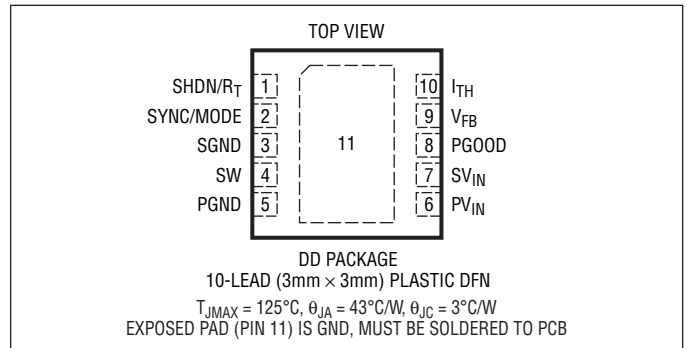 TOP VIEW
SHDN/RT 1
SYNC/MODE 2
SGND 3
SW 4
PGND 5
11
10 ITH
9 VFB
8 PGOOD
7 SVIN
6 PVIN
DD PACKAGE
10-LEAD (3mm × 3mm) PLASTIC DFN
TJMAX = 125°C, θJA = 43°C/W, θJC = 3°C/W
EXPOSED PAD (PIN 11) IS GND, MUST BE SOLDERED TO PCB